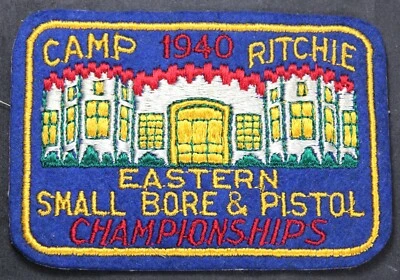 CAMP 1940 RITCHIE
EASTERN
SMALL BORE & PISTOL
CHAMPIONSHIPS